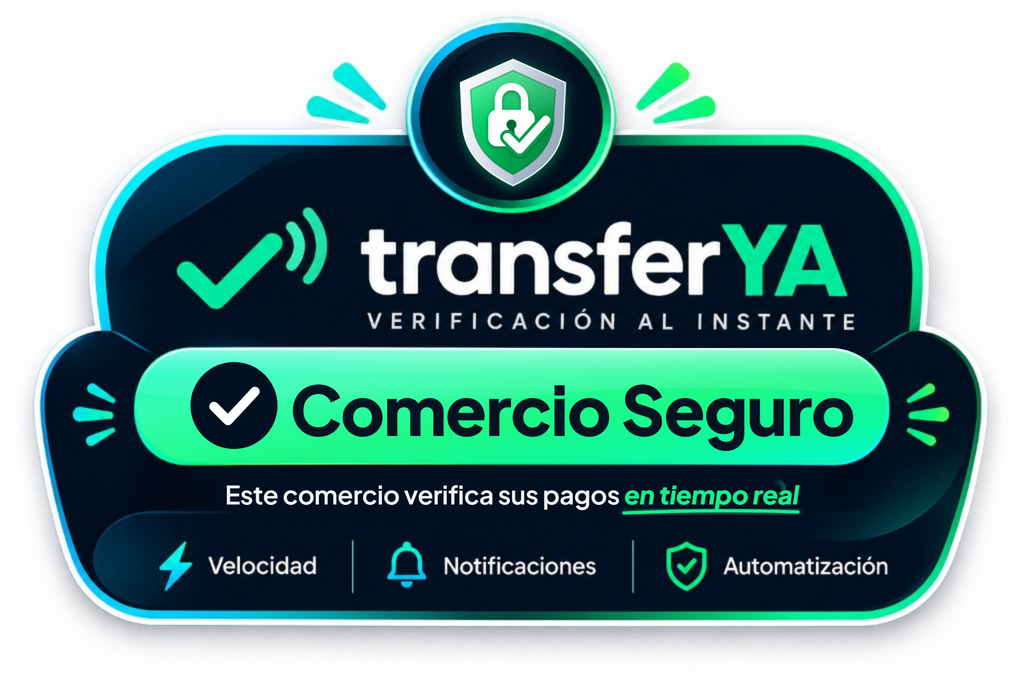 transferYA
VERIFICACIÓN AL INSTANTE
Comercio Seguro
Este comercio verifica sus pagos en tiempo real
Velocidad
Notificaciones
Automatización